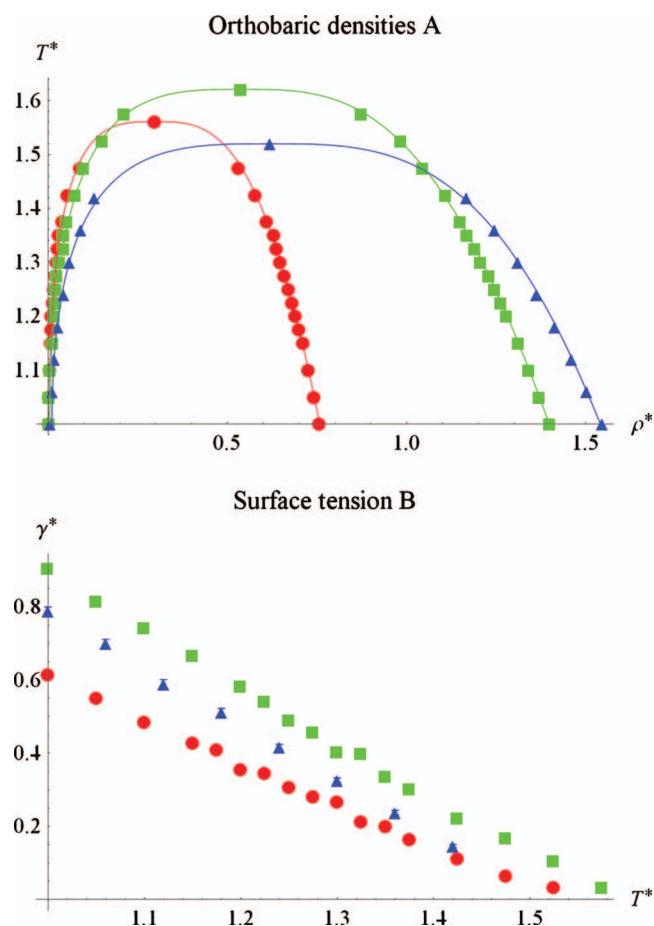 Orthobaric densities A
T*
1.6
1.5
1.4
1.3
1.2
1.1
0.5 1.0 1.5 ρ*
Surface tension B
γ*
0.8
0.6
0.4
0.2
1.1 1.2 1.3 1.4 1.5 T*